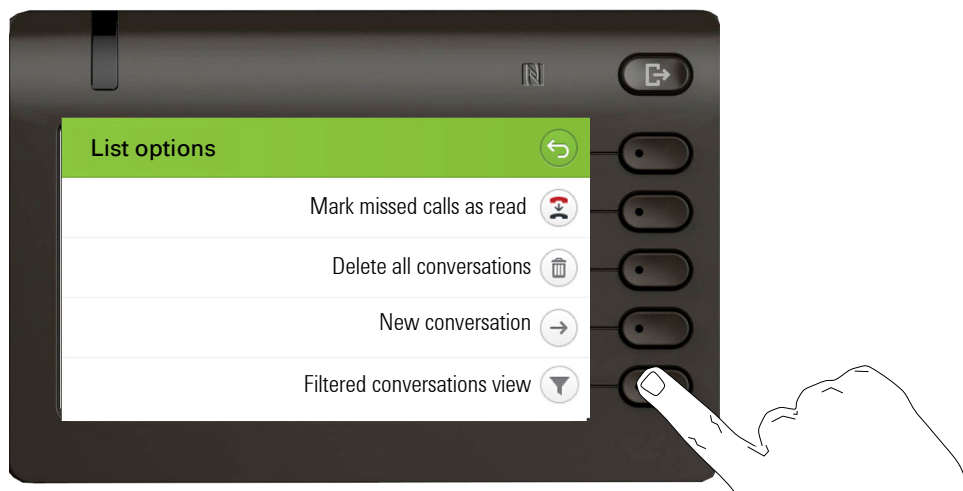 List options
Mark missed calls as read
Delete all conversations
New conversation
Filtered conversations view